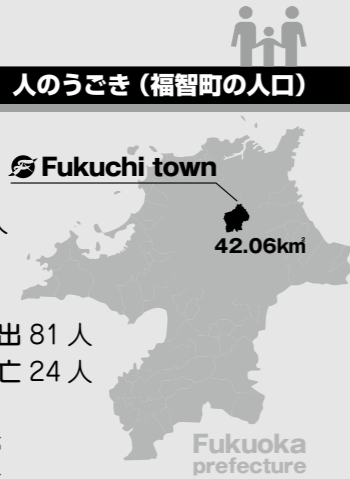 人のうごき（福智町の人口）
Fukuchi town
42.06km²
出 81 人
亡 24 人
Fukuoka
prefecture